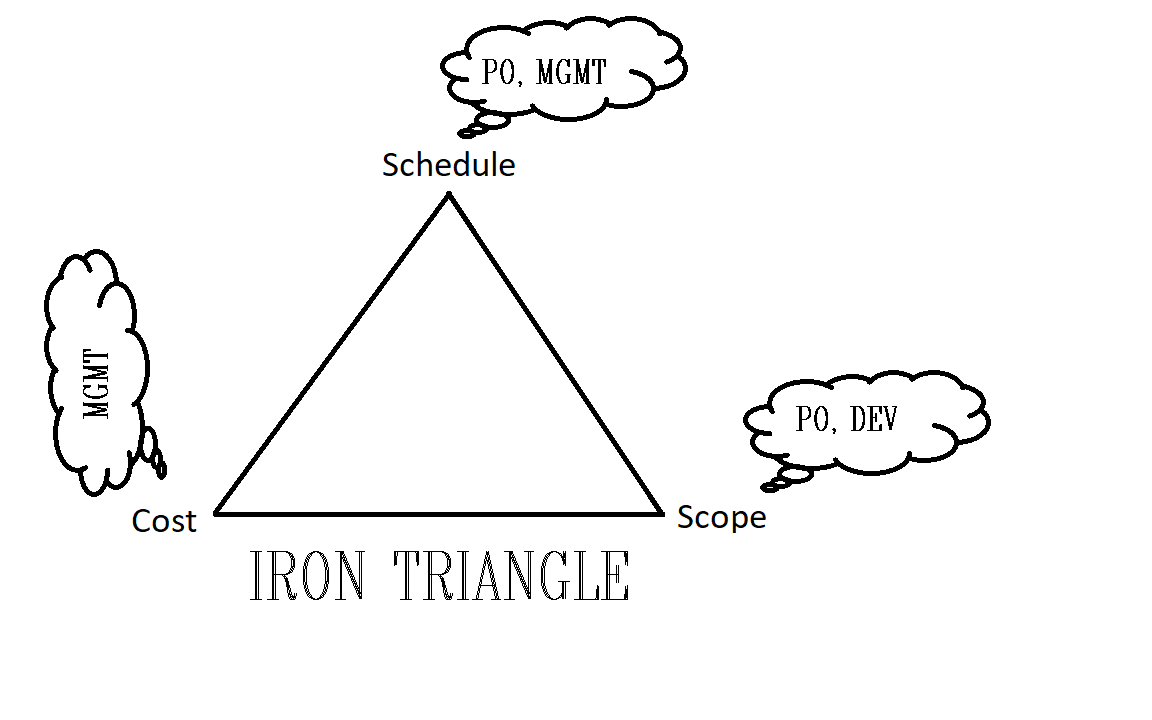 PO, MGMT
Schedule
MGMT
PO, DEV
Cost
Scope
IRON TRIANGLE